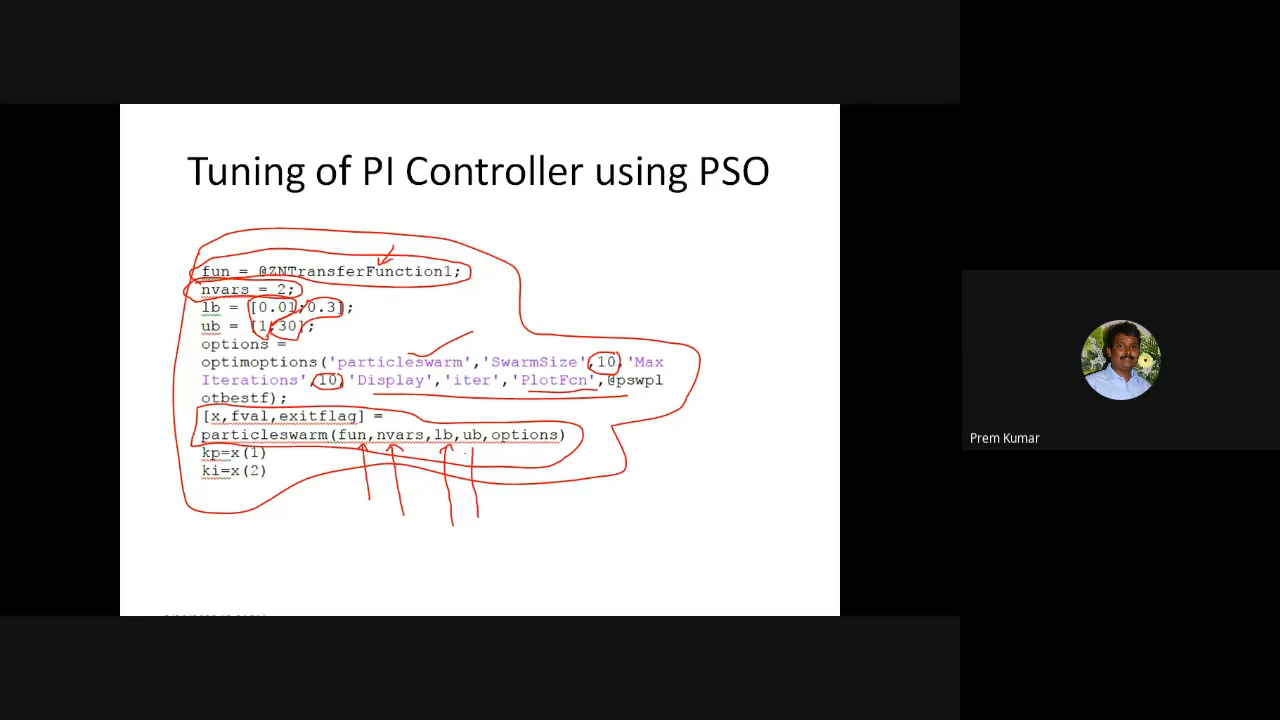 Tuning of PI Controller using PSO
fun = @ZNTransferFunction1;
nvars = 2;
lb = [0.01;0.3];
ub = [1;30];
options =
optimoptions('particleswarm','SwarmSize',10,'Max
Iterations',10,'Display','iter','PlotFcn',@pswpl
otbestf);
[x,fval,exitflag] =
particleswarm(fun,nvars,lb,ub,options)
kp=x(1)
ki=x(2)
Prem Kumar